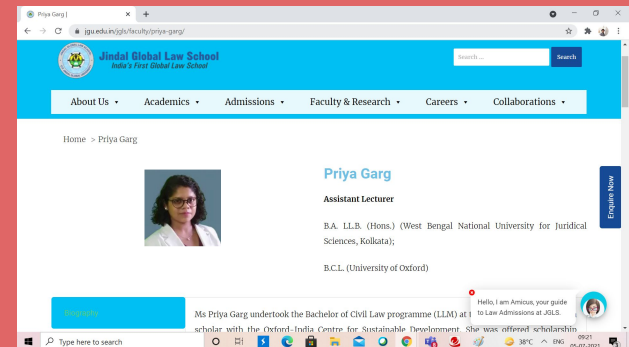 Priya Garg |
jgu.edu.in/jgls/faculty/priya-garg/
Jindal Global Law School
India's First Global Law School
Search ...
Search
About Us
Academics
Admissions
Faculty & Research
Careers
Collaborations
Home > Priya Garg
Priya Garg
Assistant Lecturer
B.A. LL.B. (Hons.) (West Bengal National University for Juridical
Sciences, Kolkata);
B.C.L. (University of Oxford)
Enquire Now
Biography
Ms Priya Garg undertook the Bachelor of Civil Law programme (LLM) at
scholar with the Oxford-India Centre for Sustainable Development. She was offered scholarship
Hello, I am Amicus, your guide
to Law Admissions at JGLS.
Type here to search
38°C
ENG
09:21
05-07-2021